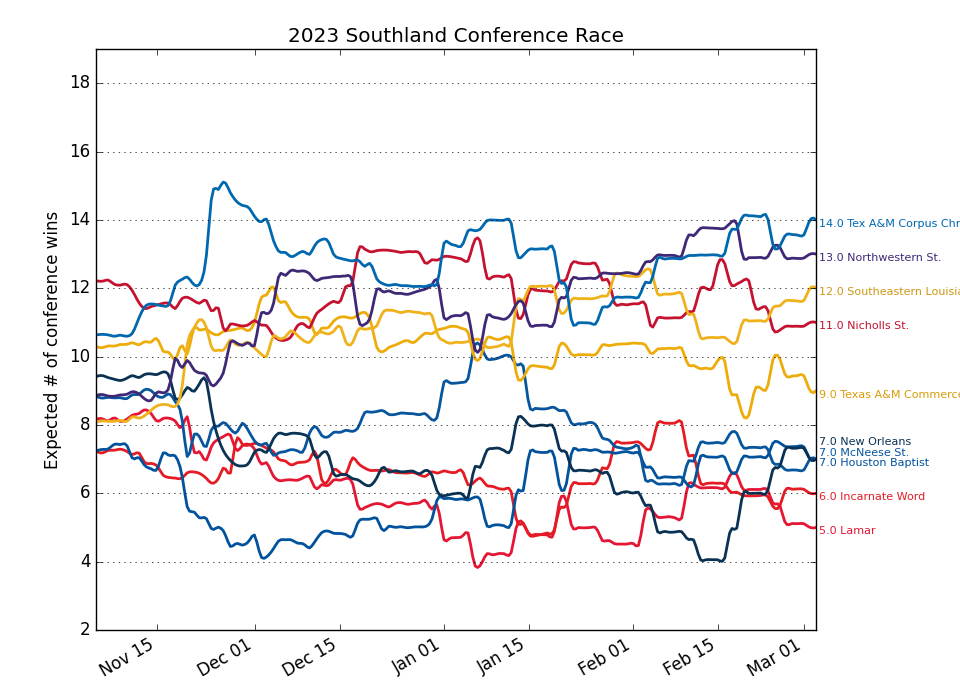 2023 Southland Conference Race
Expected # of conference wins
18
16
14
12
10
8
6
4
2
Nov 15
Dec 01
Dec 15
Jan 01
Jan 15
Feb 01
Feb 15
Mar 01
14.0 Tex A&M Corpus Chr
13.0 Northwestern St.
12.0 Southeastern Louisia
11.0 Nicholls St.
9.0 Texas A&M Commerce
7.0 New Orleans
7.0 McNeese St.
7.0 Houston Baptist
6.0 Incarnate Word
5.0 Lamar